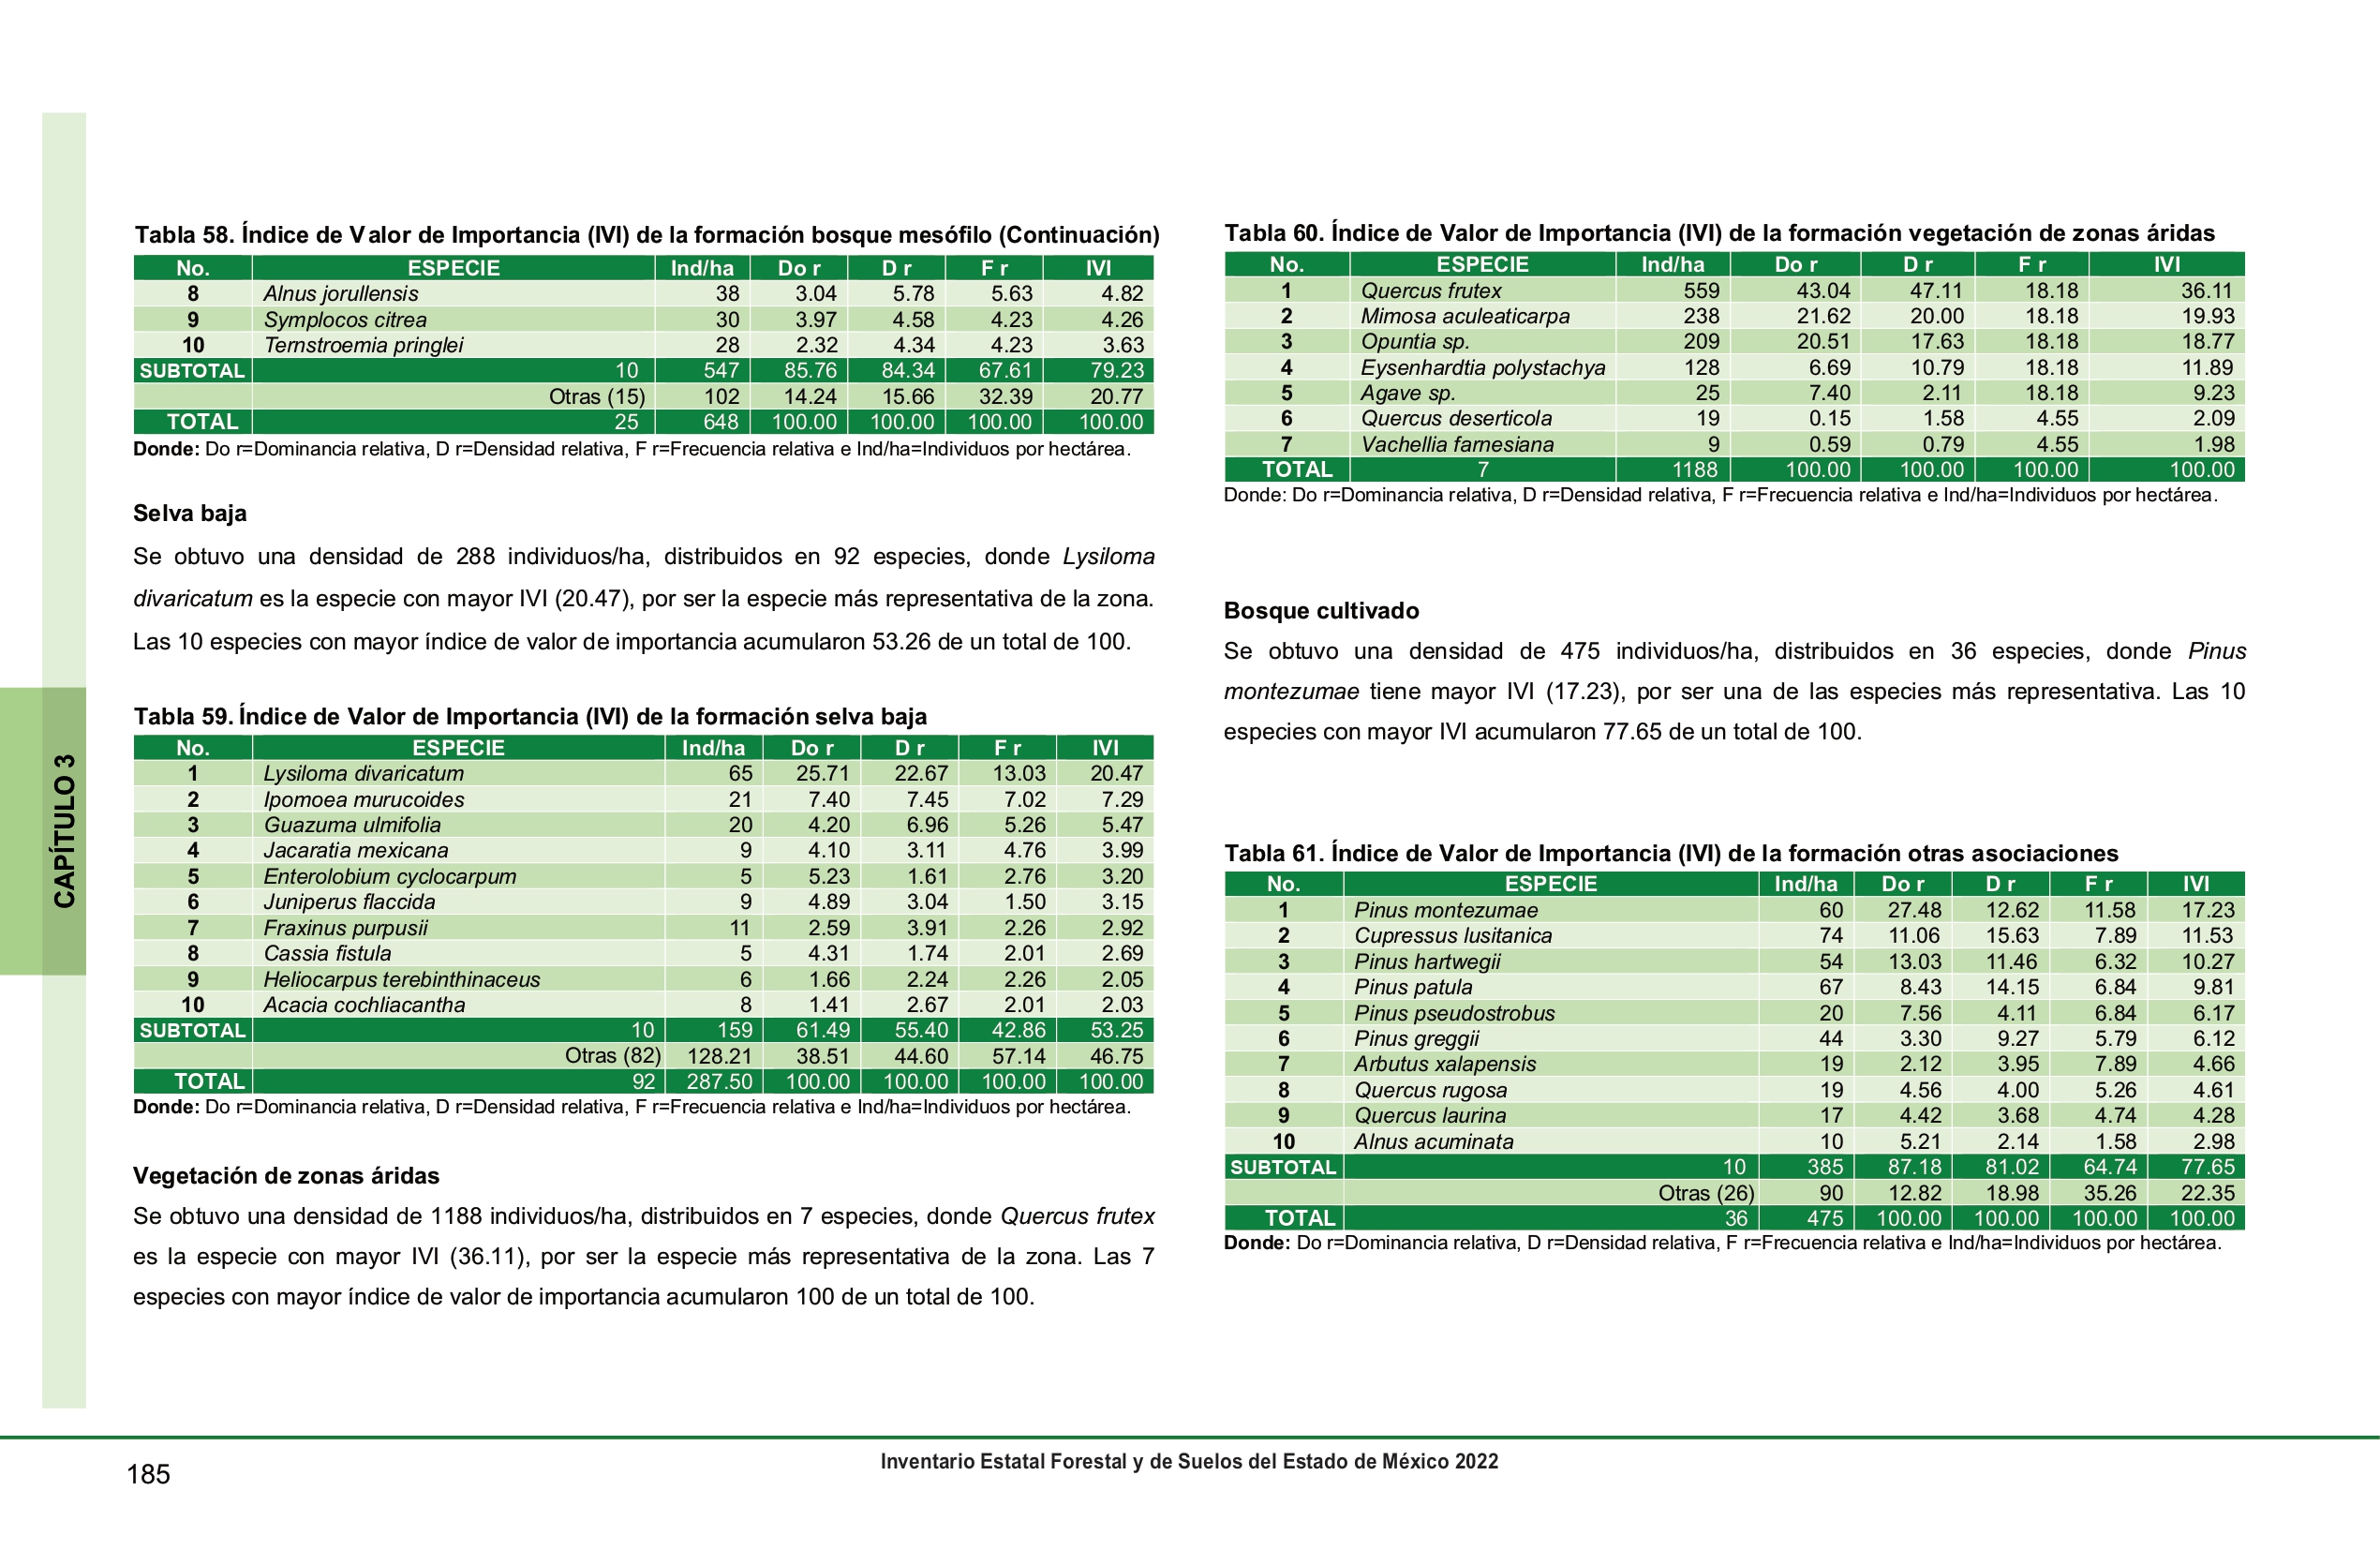 Tabla 58. Índice de Valor de Importancia (IVI) de la formación bosque mesófilo (Continuación)
No. ESPECIE Ind/ha Do r D r F r IVI
8 Alnus jorullensis 38 3.04 5.78 5.63 4.82
9 Symplocos citrea 30 3.97 4.58 4.23 4.26
10 Ternstroemia pringlei 28 2.32 4.34 4.23 3.63
SUBTOTAL 10 547 85.76 84.34 67.61 79.23
Otras (15) 102 14.24 15.66 32.39 20.77
TOTAL 25 648 100.00 100.00 100.00 100.00
Donde: Do r=Dominancia relativa, D r=Densidad relativa, F r=Frecuencia relativa e Ind/ha=Individuos por hectárea.
Selva baja
Se obtuvo una densidad de 288 individuos/ha, distribuidos en 92 especies, donde Lysiloma
divaricatum es la especie con mayor IVI (20.47), por ser la especie más representativa de la zona.
Las 10 especies con mayor índice de valor de importancia acumularon 53.26 de un total de 100.
Tabla 59. Índice de Valor de Importancia (IVI) de la formación selva baja
No. ESPECIE Ind/ha Do r D r F r IVI
1 Lysiloma divaricatum 65 25.71 22.67 13.03 20.47
2 Ipomoea murucoides 21 7.40 7.45 7.02 7.29
3 Guazuma ulmifolia 20 4.20 6.96 5.26 5.47
4 Jacaratia mexicana 9 4.10 3.11 4.76 3.99
5 Enterolobium cyclocarpum 5 5.23 1.61 2.76 3.20
6 Juniperus flaccida 9 4.89 3.04 1.50 3.15
7 Fraxinus purpusii 11 2.59 3.91 2.26 2.92
8 Cassia fistula 5 4.31 1.74 2.01 2.69
9 Heliocarpus terebinthinaceus 6 1.66 2.24 2.26 2.05
10 Acacia cochliacantha 8 1.41 2.67 2.01 2.03
SUBTOTAL 10 159 61.49 55.40 42.86 53.25
Otras (82) 128.21 38.51 44.60 57.14 46.75
TOTAL 92 287.50 100.00 100.00 100.00 100.00
Donde: Do r=Dominancia relativa, D r=Densidad relativa, F r=Frecuencia relativa e Ind/ha=Individuos por hectárea.
Vegetación de zonas áridas
Se obtuvo una densidad de 1188 individuos/ha, distribuidos en 7 especies, donde Quercus frutex
es la especie con mayor IVI (36.11), por ser la especie más representativa de la zona. Las 7
especies con mayor índice de valor de importancia acumularon 100 de un total de 100.
Tabla 60. Índice de Valor de Importancia (IVI) de la formación vegetación de zonas áridas
No. ESPECIE Ind/ha Do r D r F r IVI
1 Quercus frutex 559 43.04 47.11 18.18 36.11
2 Mimosa aculeaticarpa 238 21.62 20.00 18.18 19.93
3 Opuntia sp. 209 20.51 17.63 18.18 18.77
4 Eysenhardtia polystachya 128 6.69 10.79 18.18 11.89
5 Agave sp. 25 7.40 2.11 18.18 9.23
6 Quercus deserticola 19 0.15 1.58 4.55 2.09
7 Vachellia farnesiana 9 0.59 0.79 4.55 1.98
TOTAL 7 1188 100.00 100.00 100.00 100.00
Donde: Do r=Dominancia relativa, D r=Densidad relativa, F r=Frecuencia relativa e Ind/ha=Individuos por hectárea.
Bosque cultivado
Se obtuvo una densidad de 475 individuos/ha, distribuidos en 36 especies, donde Pinus
montezumae tiene mayor IVI (17.23), por ser una de las especies más representativa. Las 10
especies con mayor IVI acumularon 77.65 de un total de 100.
Tabla 61. Índice de Valor de Importancia (IVI) de la formación otras asociaciones
No. ESPECIE Ind/ha Do r D r F r IVI
1 Pinus montezumae 60 27.48 12.62 11.58 17.23
2 Cupressus lusitanica 74 11.06 15.63 7.89 11.53
3 Pinus hartwegii 54 13.03 11.46 6.32 10.27
4 Pinus patula 67 8.43 14.15 6.84 9.81
5 Pinus pseudostrobus 20 7.56 4.11 6.84 6.17
6 Pinus greggii 44 3.30 9.27 5.79 6.12
7 Arbutus xalapensis 19 2.12 3.95 7.89 4.66
8 Quercus rugosa 19 4.56 4.00 5.26 4.61
9 Quercus laurina 17 4.42 3.68 4.74 4.28
10 Alnus acuminata 10 5.21 2.14 1.58 2.98
SUBTOTAL 10 385 87.18 81.02 64.74 77.65
Otras (26) 90 12.82 18.98 35.26 22.35
TOTAL 36 475 100.00 100.00 100.00 100.00
Donde: Do r=Dominancia relativa, D r=Densidad relativa, F r=Frecuencia relativa e Ind/ha=Individuos por hectárea.
CAPÍTULO 3
Inventario Estatal Forestal y de Suelos del Estado de México 2022
185